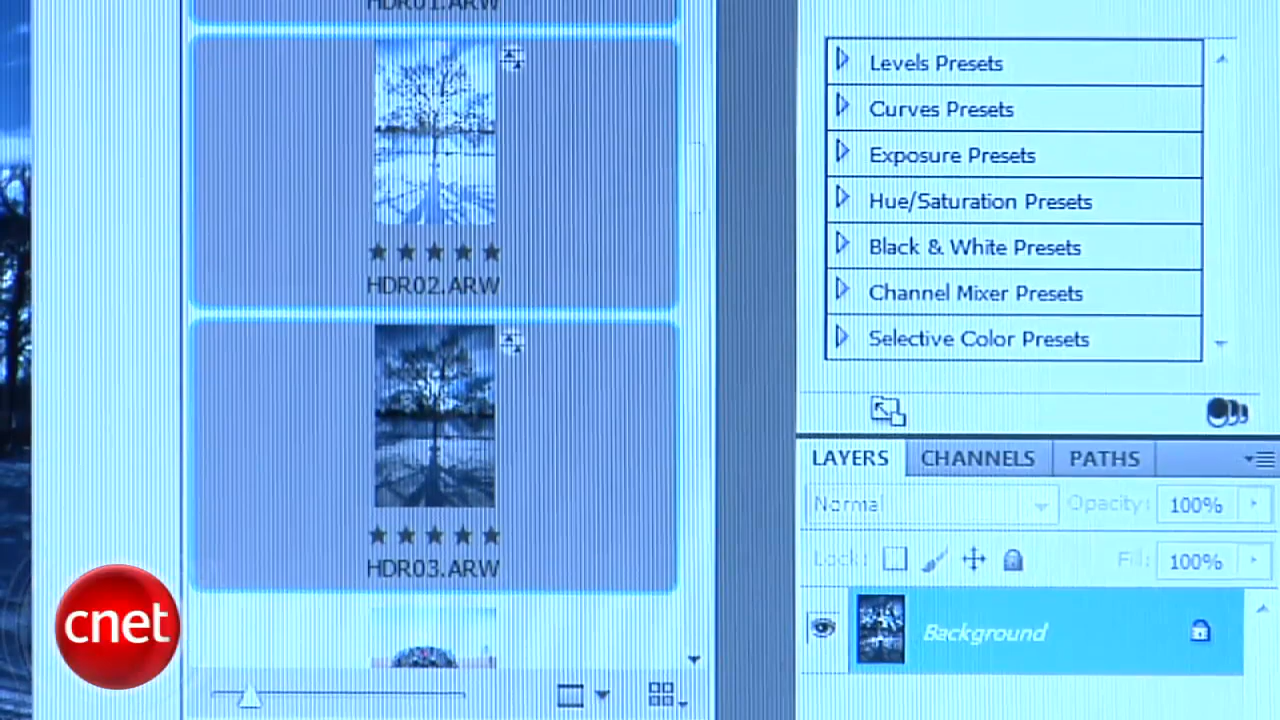 HDR01.ARW
HDR02.ARW
HDR03.ARW
Levels Presets
Curves Presets
Exposure Presets
Hue/Saturation Presets
Black & White Presets
Channel Mixer Presets
Selective Color Presets
LAYERS CHANNELS PATHS
Normal Opacity: 100%
Lock: Fill: 100%
Background
cnet